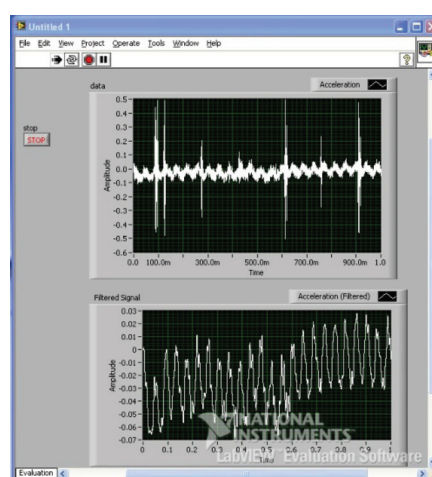 Untitled 1
File Edit View Project Operate Tools Window Help
data
Acceleration
stop
STOP
0.5
0.4
0.3
0.2
0.1
0.0
-0.1
-0.2
-0.3
-0.4
-0.5
-0.6
Amplitude
0.0 100.0m 300.0m 500.0m 700.0m 900.0m 1.0
Time
Filtered Signal
Acceleration (Filtered)
0.03
0.02
0.01
0
-0.01
-0.02
-0.03
-0.04
-0.05
-0.06
-0.07
Amplitude
0 0.1 0.2 0.3 0.4 0.5 0.6 0.7 0.8 0.9 1
Time
NATIONAL
INSTRUMENTS
LabVIEW Evaluation Software
Evaluation